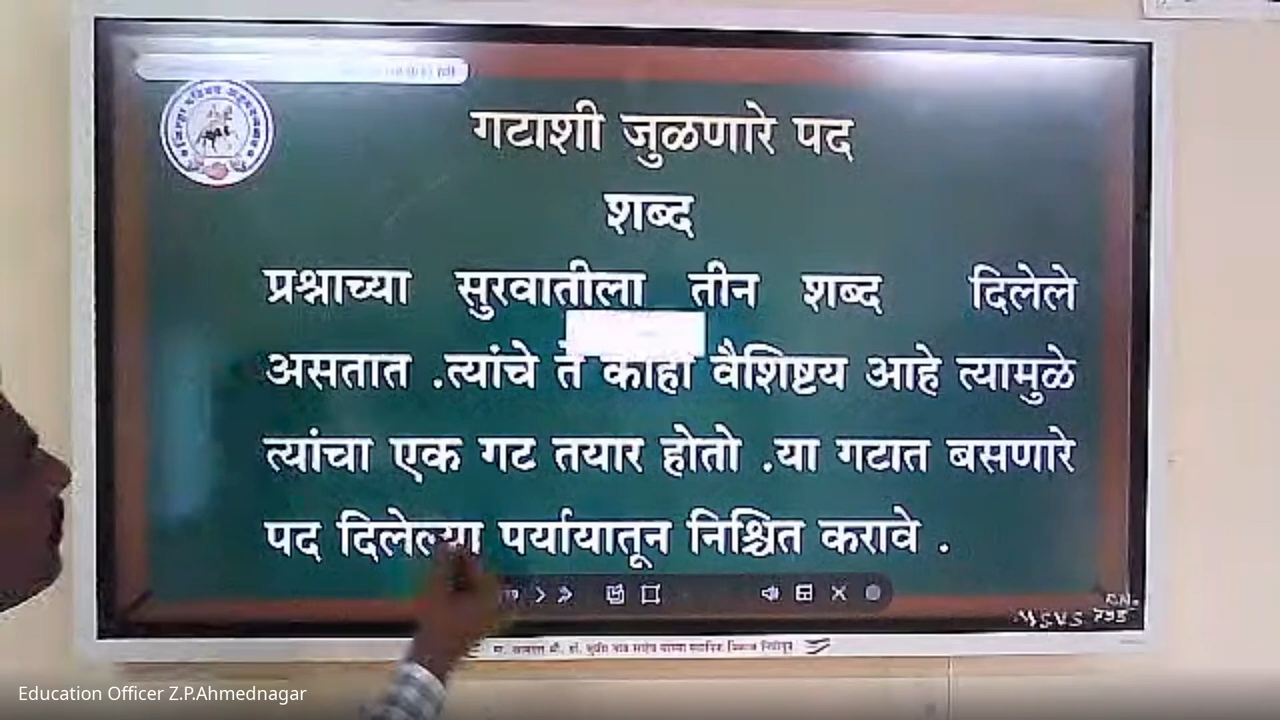 गटाशी जुळणारे पद
शब्द
प्रश्नाच्या सुरवातीला तीन शब्द दिलेले
असतात .त्यांचे ते काही वैशिष्टय आहे त्यामुळे
त्यांचा एक गट तयार होतो .या गटात बसणारे
पद दिलेल्या पर्यायातून निश्चित करावे .
MSVS 795
Education Officer Z.P.Ahmednagar